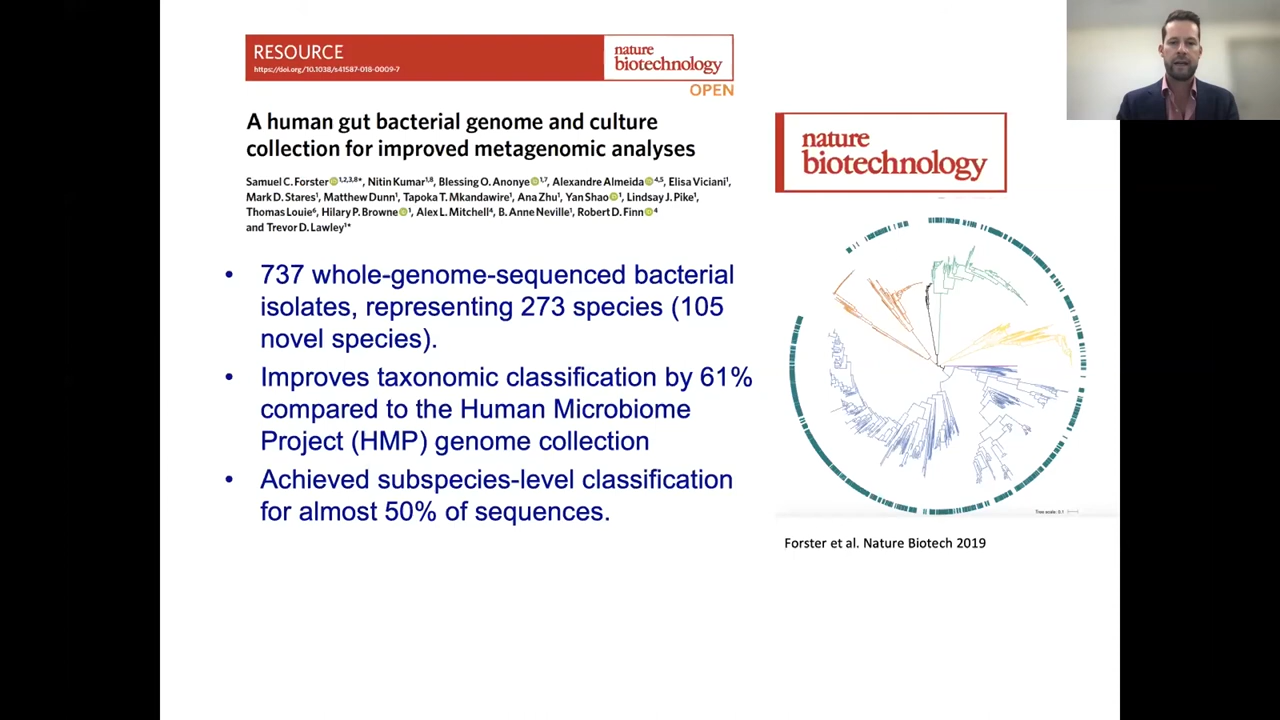 RESOURCE
https://doi.org/10.1038/s41587-018-0009-7
nature
biotechnology
OPEN
A human gut bacterial genome and culture
collection for improved metagenomic analyses
Samuel C. Forster 1,2,3,8*, Nitin Kumar1,8, Blessing O. Anonye 1,7, Alexandre Almeida 4,5, Elisa Viciani1,
Mark D. Stares1, Matthew Dunn1, Tapoka T. Mkandawire1, Ana Zhu1, Yan Shao 1, Lindsay J. Pike1,
Thomas Louie6, Hilary P. Browne 1, Alex L. Mitchell4, B. Anne Neville1, Robert D. Finn 4
and Trevor D. Lawley1*
• 737 whole-genome-sequenced bacterial
isolates, representing 273 species (105
novel species).
• Improves taxonomic classification by 61%
compared to the Human Microbiome
Project (HMP) genome collection
• Achieved subspecies-level classification
for almost 50% of sequences.
nature
biotechnology
Tree scale: 0.1
Forster et al. Nature Biotech 2019